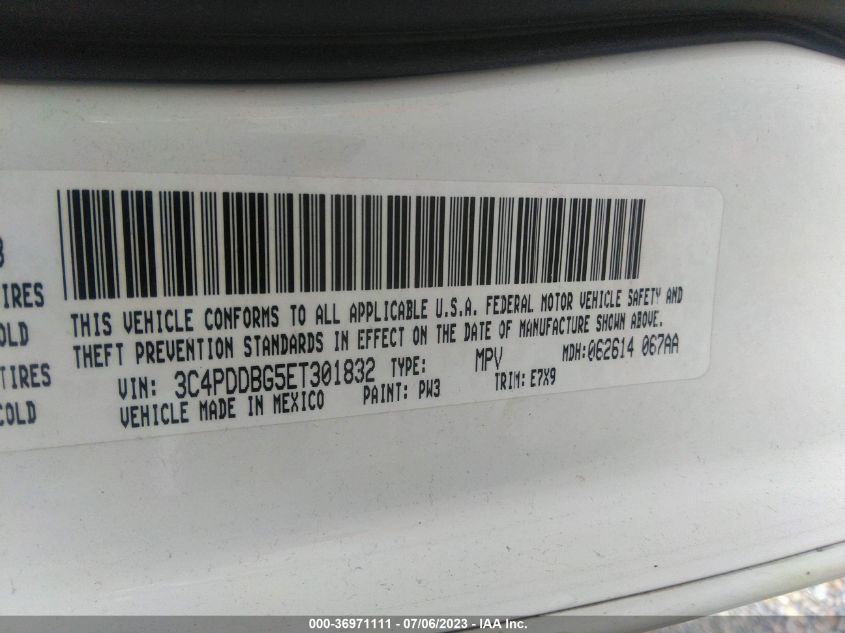 3
IRES
OLD
TIRES
COLD
THIS VEHICLE CONFORMS TO ALL APPLICABLE U.S.A. FEDERAL MOTOR VEHICLE SAFETY AND
THEFT PREVENTION STANDARDS IN EFFECT ON THE DATE OF MANUFACTURE SHOWN ABOVE.
VIN: 3C4PDDBG5ET301832 TYPE: MPV MDH:062614 067AA
VEHICLE MADE IN MEXICO PAINT: PW3 TRIM: E7X9
000-36971111 - 07/06/2023 - IAA Inc.